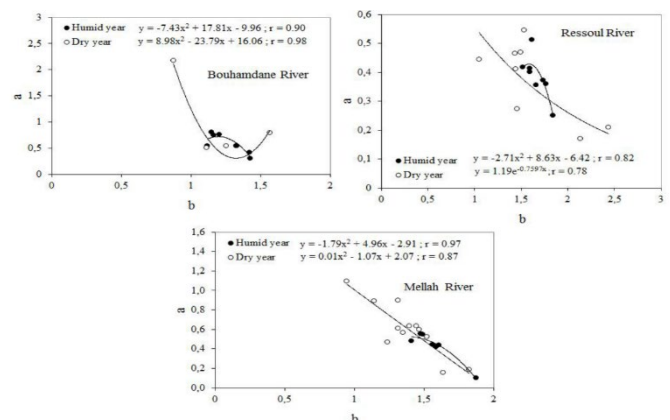 Humid year y = -7.43x² + 17.81x - 9.96 ; r = 0.90
Dry year y = 8.98x² - 23.79x + 16.06 ; r = 0.98
Bouhamdane River
a
3
2,5
2
1,5
1
0,5
0
0
0,5
1
1,5
2
b
Ressoul River
a
0,6
0,5
0,4
0,3
0,2
0,1
0
Humid year y = -2.71x² + 8.63x - 6.42 ; r = 0.82
Dry year y = 1.19e^-0.7597x ; r = 0.78
0
0,5
1
1,5
2
2,5
3
b
Humid year y = -1.79x² + 4.96x - 2.91 ; r = 0.97
Dry year y = 0.01x² - 1.07x + 2.07 ; r = 0.87
Mellah River
a
1,6
1,4
1,2
1,0
0,8
0,6
0,4
0,2
0,0
0
0,5
1
1,5
2
b